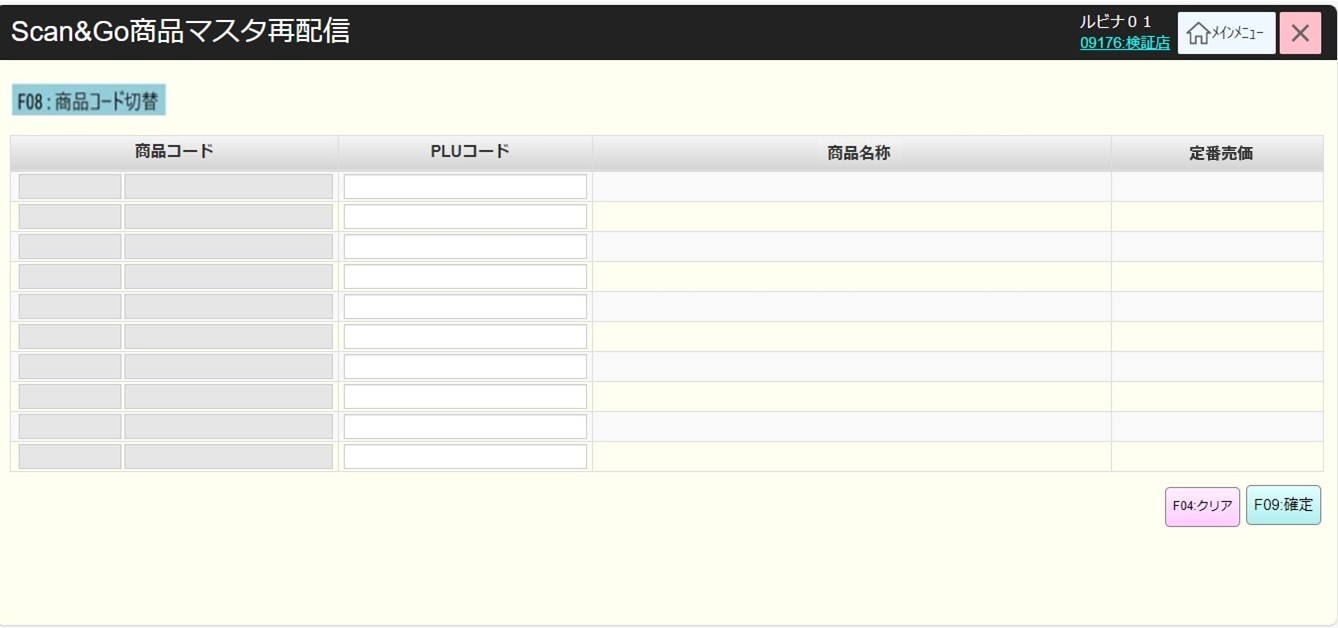 Scan&Go商品マスタ再配信
ルビナ０１
09176:検証店
ﾒｲﾝﾒﾆｭｰ
F08 : 商品コード切替
商品コード PLUコード 商品名称 定番売価
F04:クリア F09:確定